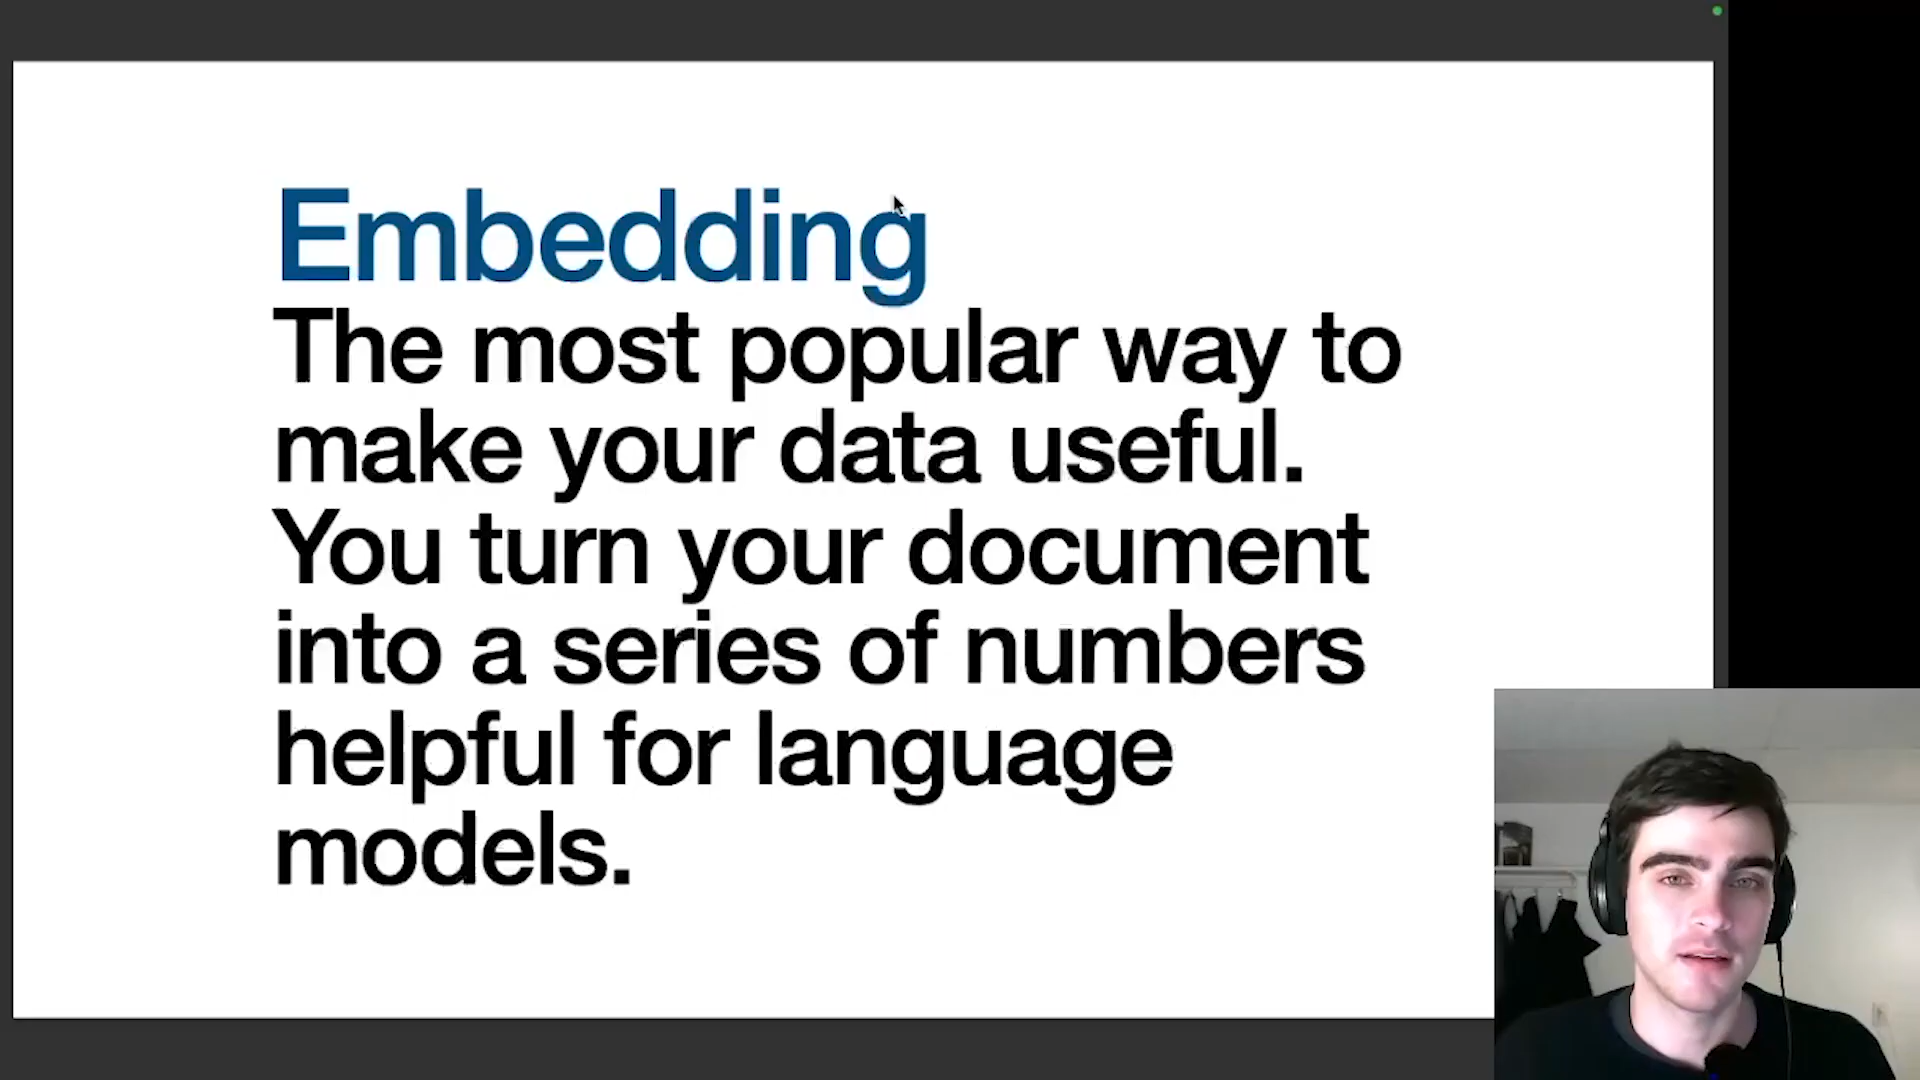 Embedding
The most popular way to
make your data useful.
You turn your document
into a series of numbers
helpful for language
models.